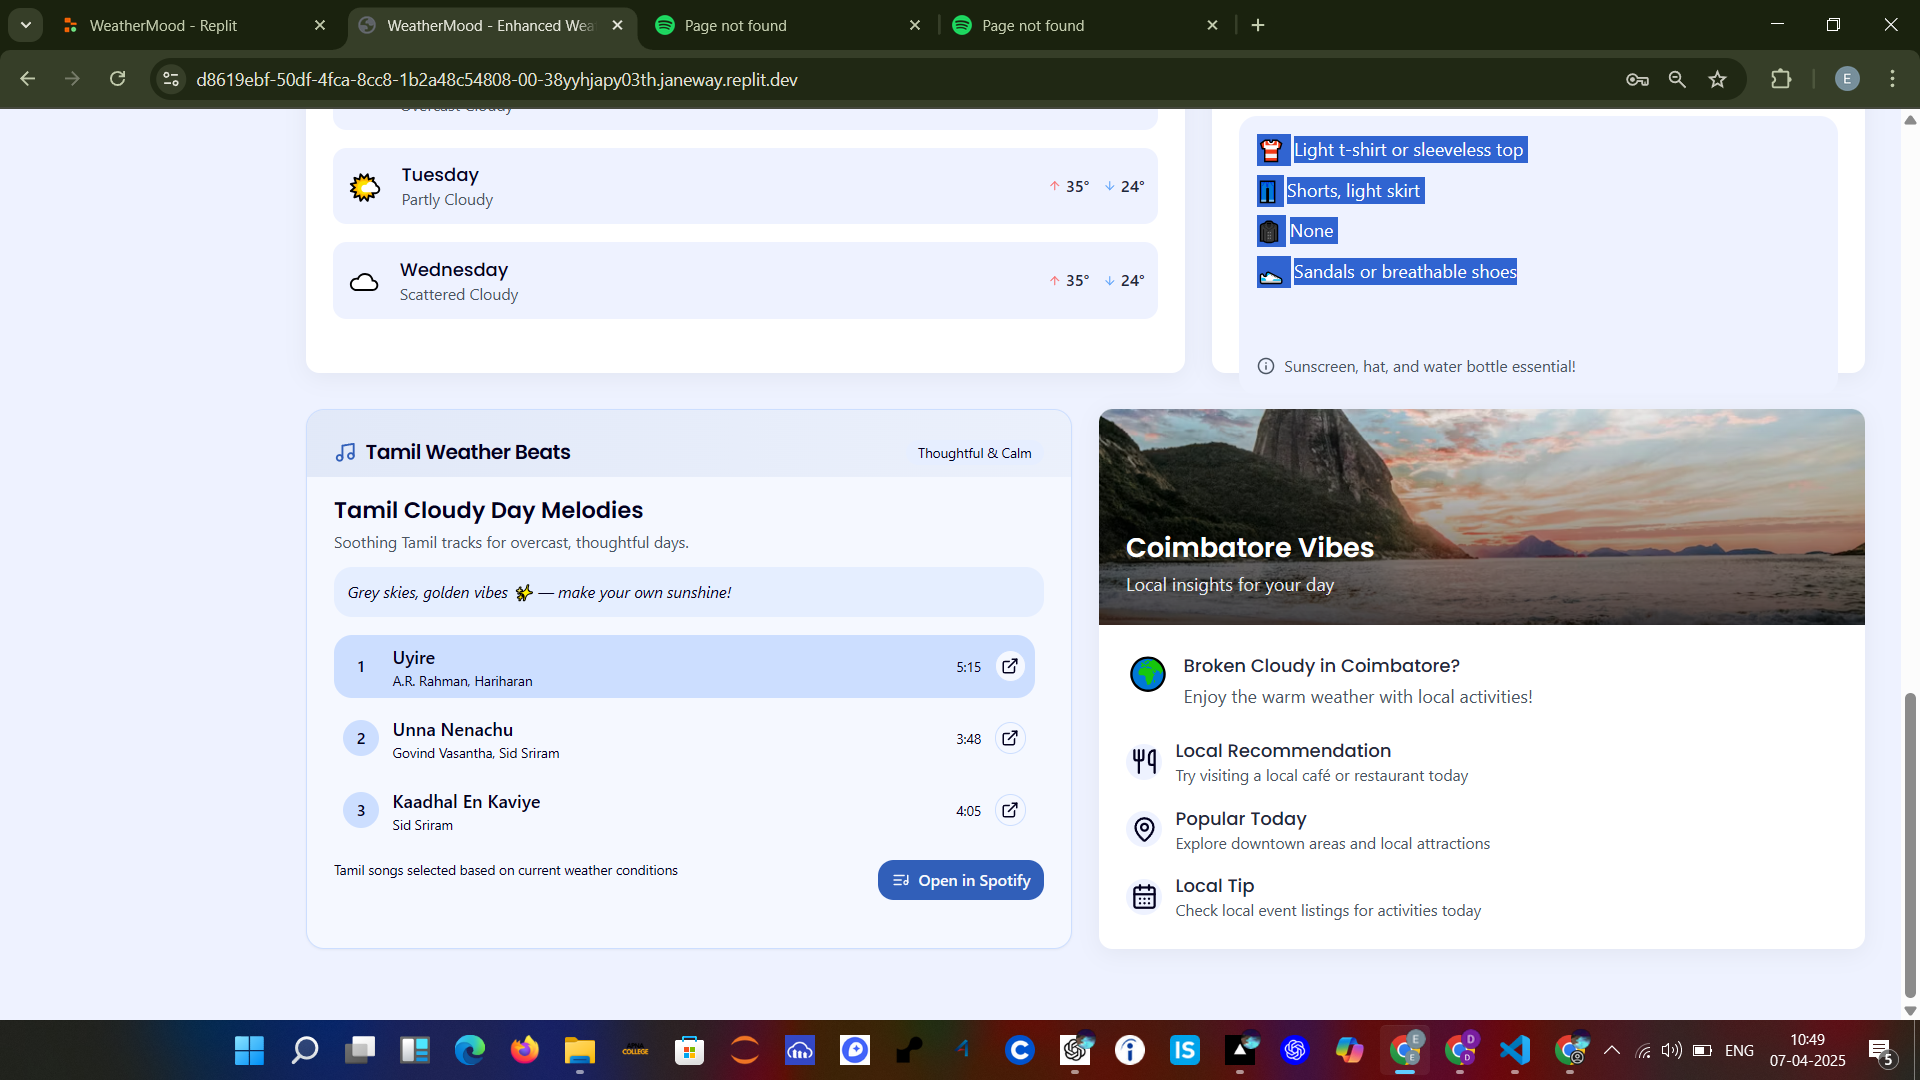 WeatherMood - Replit
WeatherMood - Enhanced Wea
Page not found
Page not found
d8619ebf-50df-4fca-8cc8-1b2a48c54808-00-38yyhjapy03th.janeway.replit.dev
E
Overcast Cloudy
Tuesday
Partly Cloudy
↑ 35° ↓ 24°
Wednesday
Scattered Cloudy
↑ 35° ↓ 24°
Light t-shirt or sleeveless top
Shorts, light skirt
None
Sandals or breathable shoes
Sunscreen, hat, and water bottle essential!
Tamil Weather Beats
Thoughtful & Calm
Tamil Cloudy Day Melodies
Soothing Tamil tracks for overcast, thoughtful days.
Grey skies, golden vibes ✨ — make your own sunshine!
1
Uyire
A.R. Rahman, Hariharan
5:15
2
Unna Nenachu
Govind Vasantha, Sid Sriram
3:48
3
Kaadhal En Kaviye
Sid Sriram
4:05
Tamil songs selected based on current weather conditions
Open in Spotify
Coimbatore Vibes
Local insights for your day
Broken Cloudy in Coimbatore?
Enjoy the warm weather with local activities!
Local Recommendation
Try visiting a local café or restaurant today
Popular Today
Explore downtown areas and local attractions
Local Tip
Check local event listings for activities today
APNA
COLLEGE
IS
E
E
D
D
ENG
10:49
07-04-2025
5